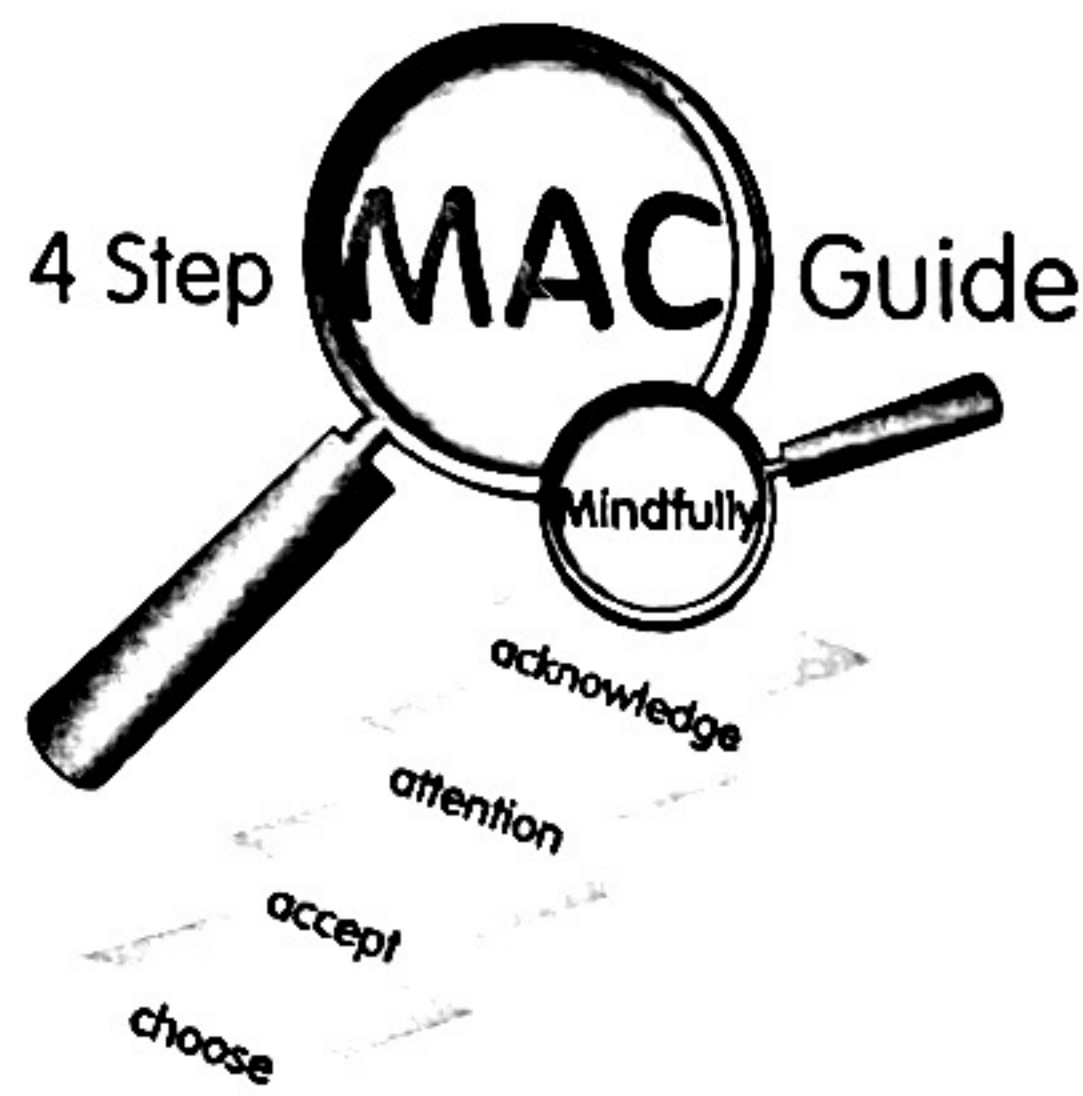 4 Step MAC Guide
Mindfully
acknowledge
attention
accept
choose